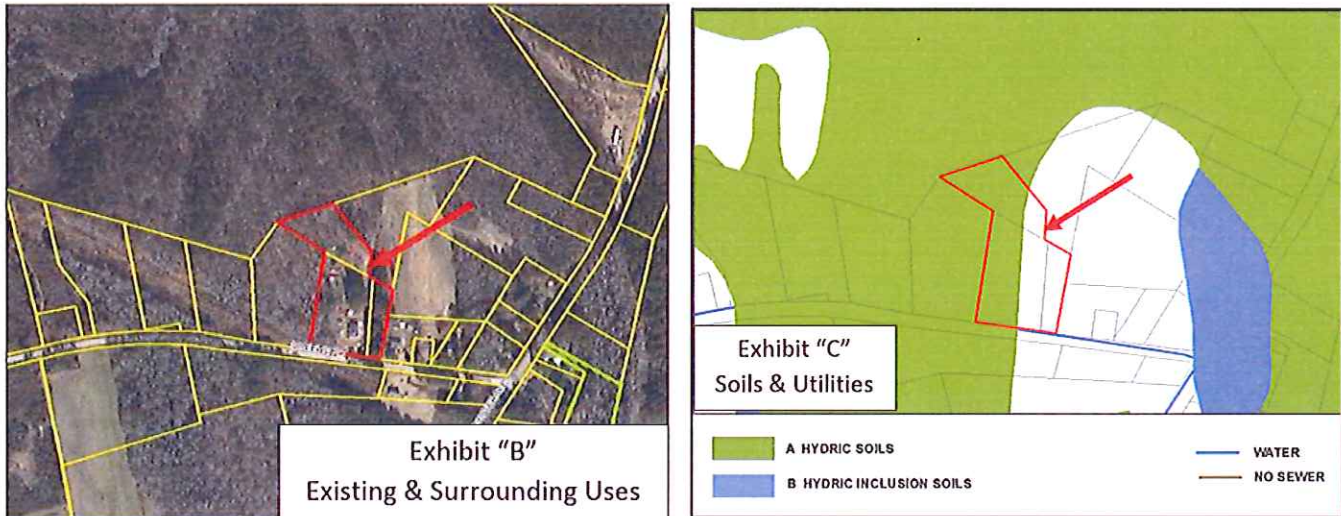 Exhibit "B"
Existing & Surrounding Uses
Exhibit "C"
Soils & Utilities
A HYDRIC SOILS
B HYDRIC INCLUSION SOILS
WATER
NO SEWER